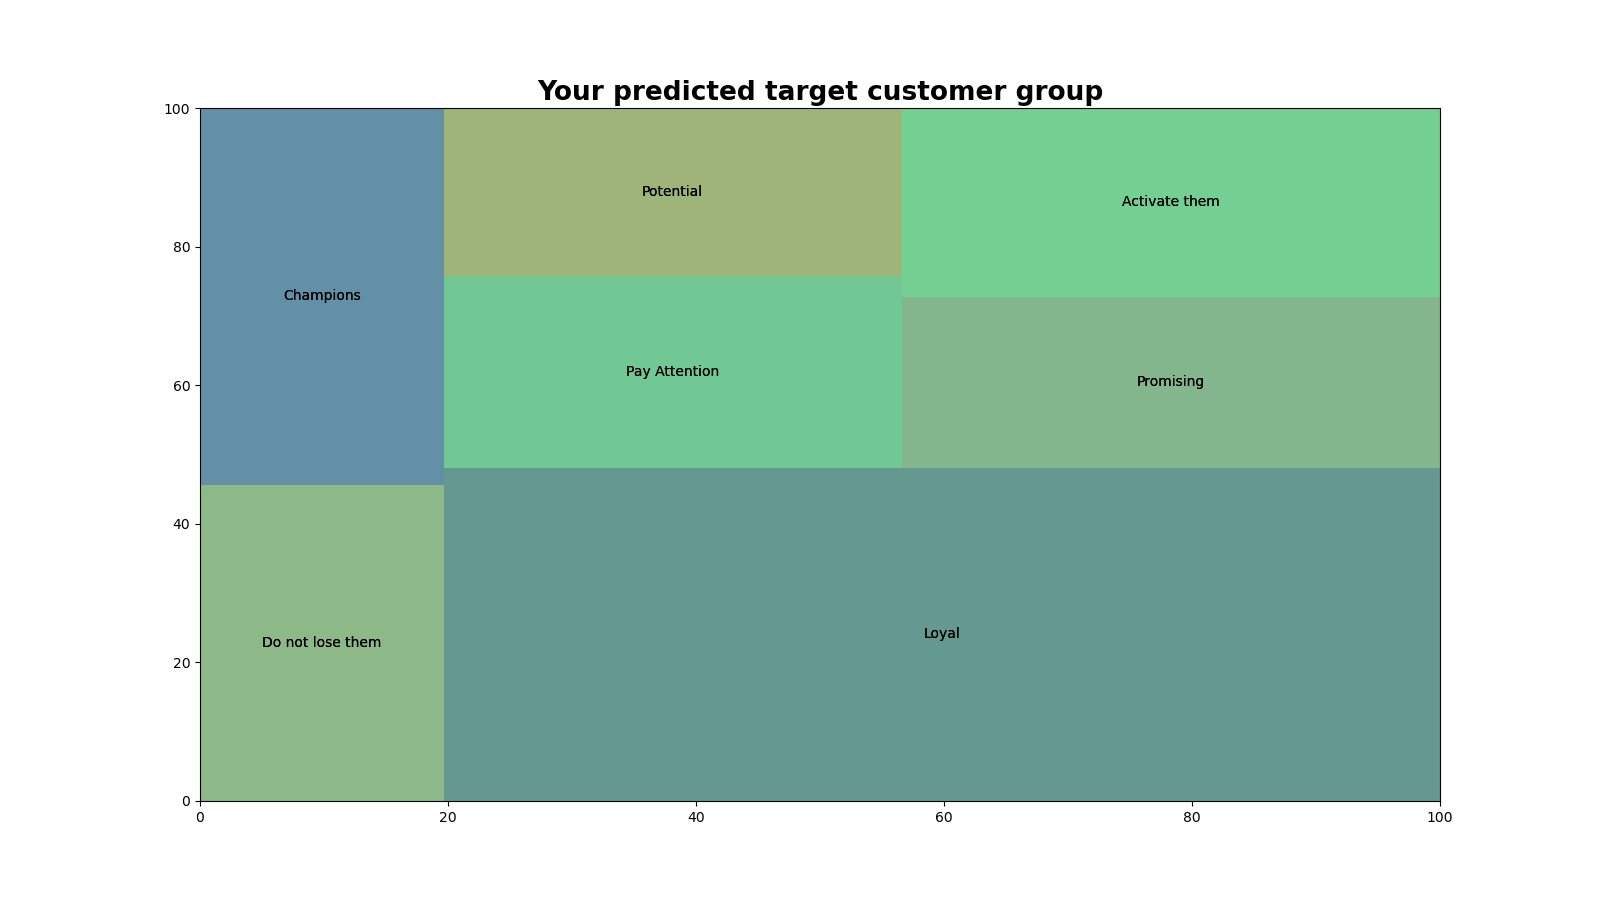 Your predicted target customer group
100
80
60
40
20
0
Champions
Potential
Activate them
Pay Attention
Promising
Do not lose them
Loyal
0 20 40 60 80 100